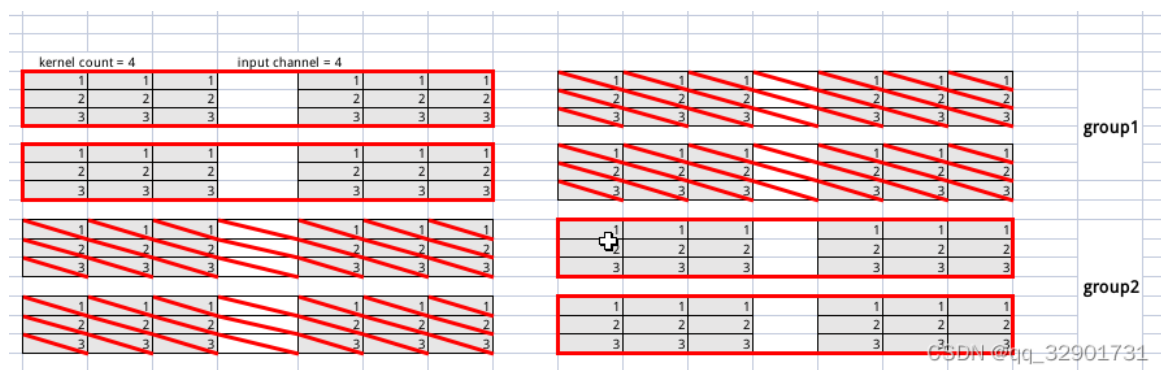 kernel count = 4 input channel = 4
1 1 1 1 1 1 1 1 1 1 1 1
2 2 2 2 2 2 2 2 2 2 2 2
3 3 3 3 3 3 3 3 3 3 3 3
group1
1 1 1 1 1 1 1 1 1 1 1 1
2 2 2 2 2 2 2 2 2 2 2 2
3 3 3 3 3 3 3 3 3 3 3 3
1 1 1 1 1 1 1 1 1 1 1 1
2 2 2 2 2 2 2 2 2 2 2 2
3 3 3 3 3 3 3 3 3 3 3 3
group2
1 1 1 1 1 1 1 1 1 1 1 1
2 2 2 2 2 2 2 2 2 2 2 2
3 3 3 3 3 3 3 3 3 3 3 3
CSDN @qq_32901731